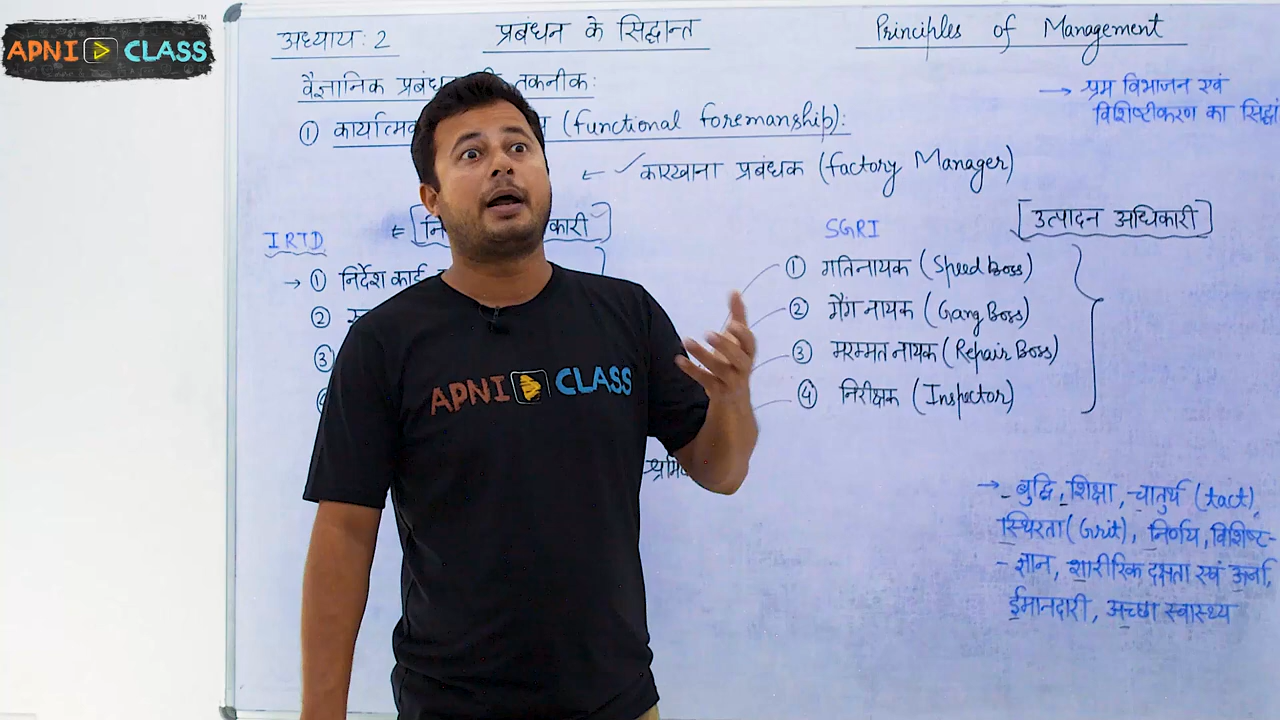 APNI CLASS TM
अध्याय: 2 प्रबंधन के सिद्धान्त Principles of Management
वैज्ञानिक तकनीक:
→ श्रम विभाजन एवं
विशिष्टीकरण का
① (functional foremanship):
← ✓ कारखाना प्रबंधक (factory Manager)
IRTD
SGRI [उत्पादन अधिकारी]
→ ① निर्देश कार्ड
②
③
① गतिनायक (Speed Boss)
② गैंग नायक (Gang Boss)
③ मरम्मत नायक (Repair Boss)
④ निरीक्षक (Inspector)
APNI CLASS
→ बुद्धि, शिक्षा, चातुर्य (tact),
स्थिरता (Grit), निर्णय, विशिष्ट-
- ज्ञान, शारीरिक दक्षता एवं ऊर्जा,
ईमानदारी, अच्छा स्वास्थ्य